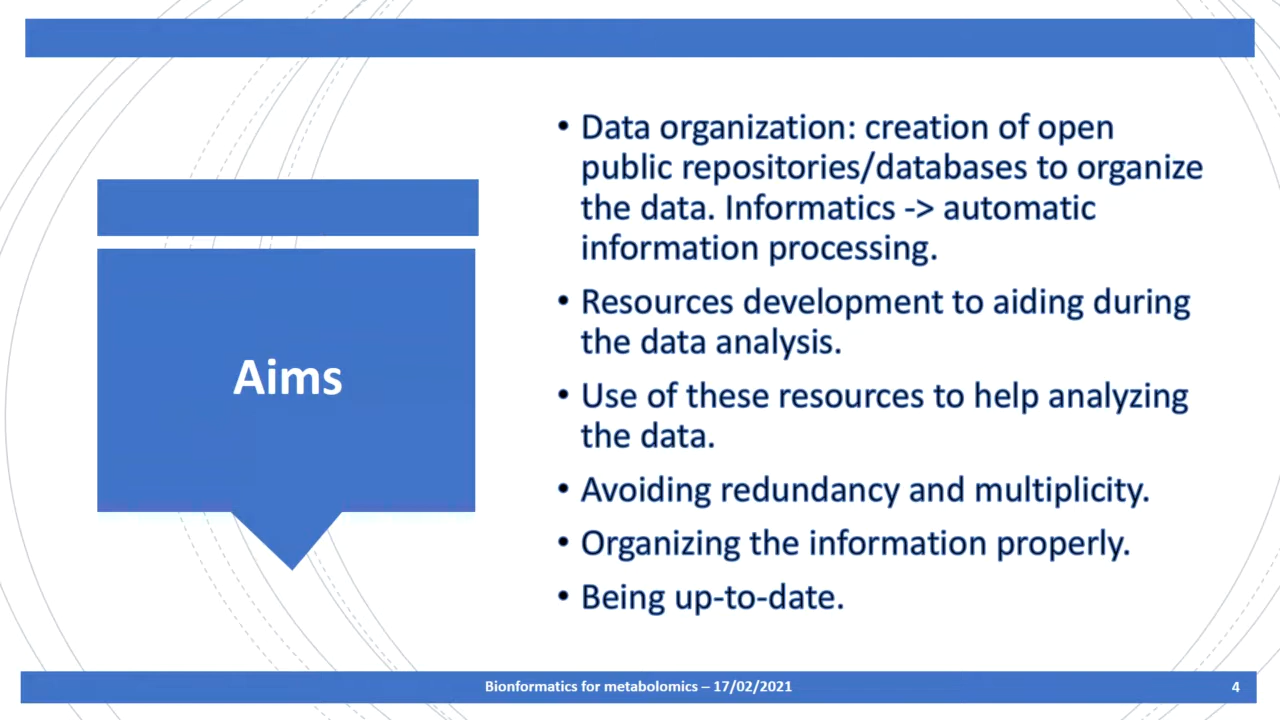 Aims
• Data organization: creation of open
public repositories/databases to organize
the data. Informatics -> automatic
information processing.
• Resources development to aiding during
the data analysis.
• Use of these resources to help analyzing
the data.
• Avoiding redundancy and multiplicity.
• Organizing the information properly.
• Being up-to-date.
Bionformatics for metabolomics – 17/02/2021
4